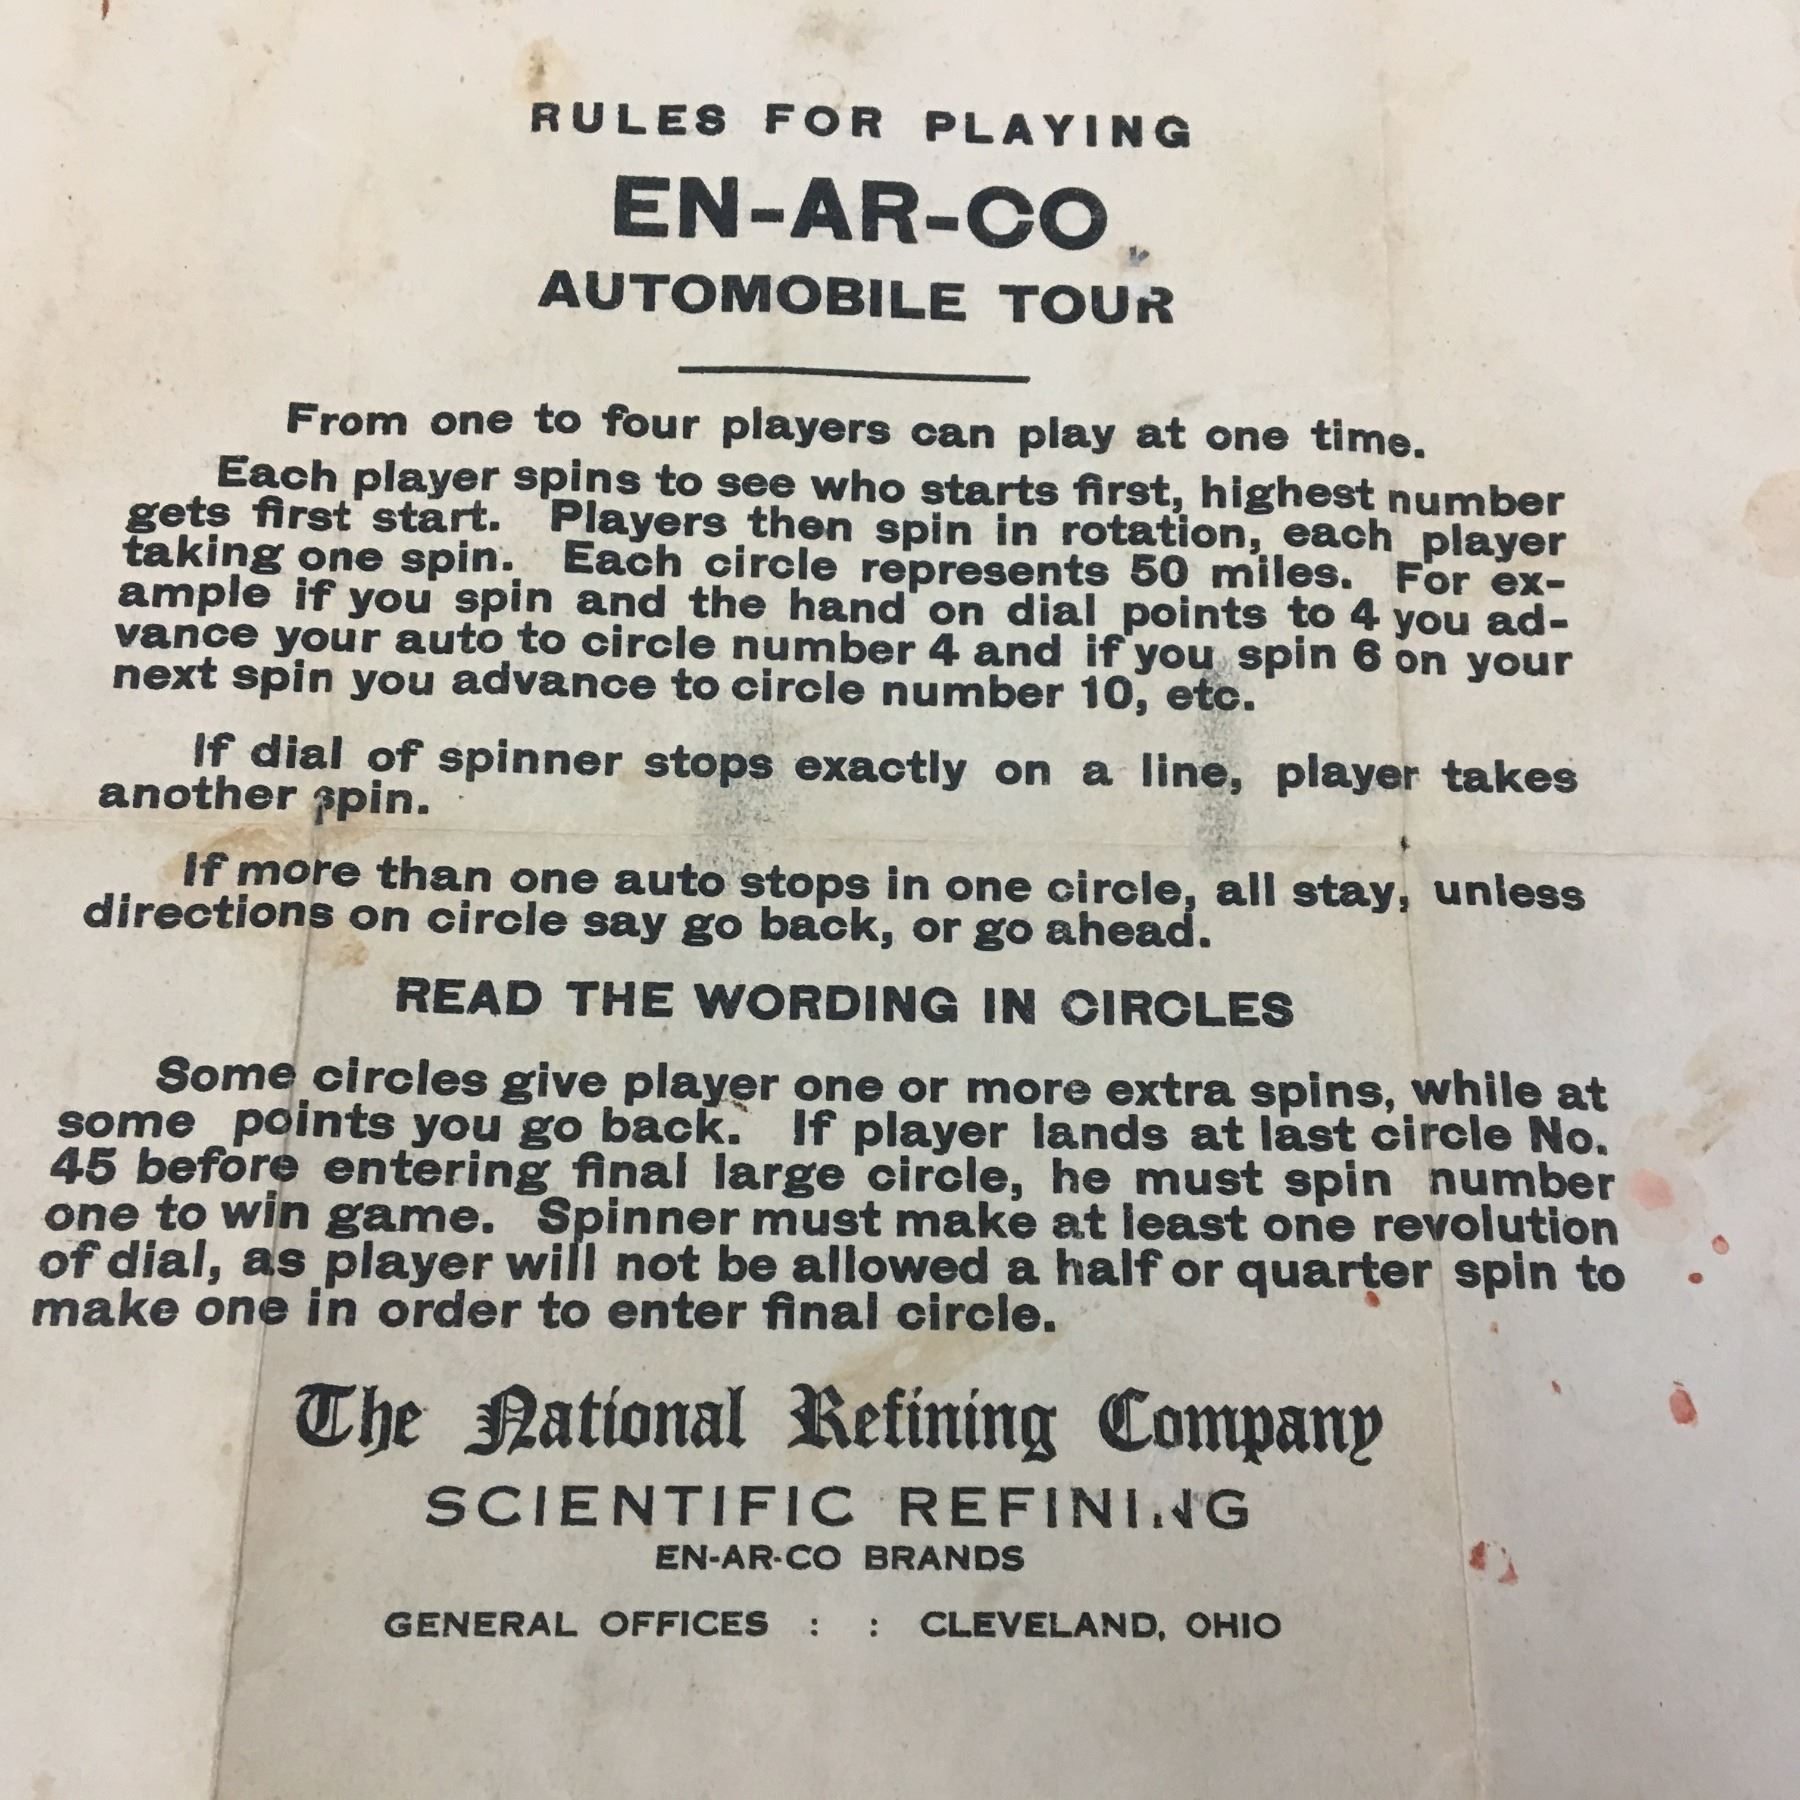 RULES FOR PLAYING
EN-AR-CO
AUTOMOBILE TOUR
From one to four players can play at one time.
Each player spins to see who starts first, highest number
gets first start. Players then spin in rotation, each player
taking one spin. Each circle represents 50 miles. For ex-
ample if you spin and the hand on dial points to 4 you ad-
vance your auto to circle number 4 and if you spin 6 on your
next spin you advance to circle number 10, etc.
If dial of spinner stops exactly on a line, player takes
another spin.
If more than one auto stops in one circle, all stay, unless
directions on circle say go back, or go ahead.
READ THE WORDING IN CIRCLES
Some circles give player one or more extra spins, while at
some points you go back. If player lands at last circle No.
45 before entering final large circle, he must spin number
one to win game. Spinner must make at least one revolution
of dial, as player will not be allowed a half or quarter spin to
make one in order to enter final circle.
The National Refining Company
SCIENTIFIC REFINING
EN-AR-CO BRANDS
GENERAL OFFICES : : CLEVELAND, OHIO